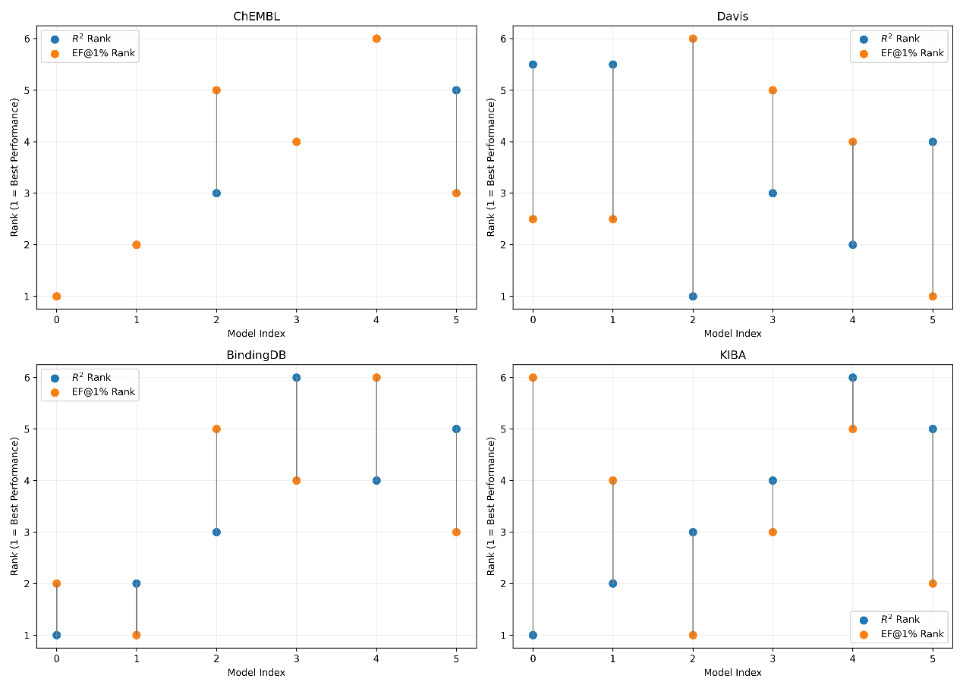 ChEMBL
R² Rank
EF@1% Rank
6
5
4
3
2
1
Rank (1 = Best Performance)
0 1 2 3 4 5
Model Index
Davis
R² Rank
EF@1% Rank
6
5
4
3
2
1
Rank (1 = Best Performance)
0 1 2 3 4 5
Model Index
BindingDB
R² Rank
EF@1% Rank
6
5
4
3
2
1
Rank (1 = Best Performance)
0 1 2 3 4 5
Model Index
KIBA
6
5
4
3
2
1
Rank (1 = Best Performance)
R² Rank
EF@1% Rank
0 1 2 3 4 5
Model Index